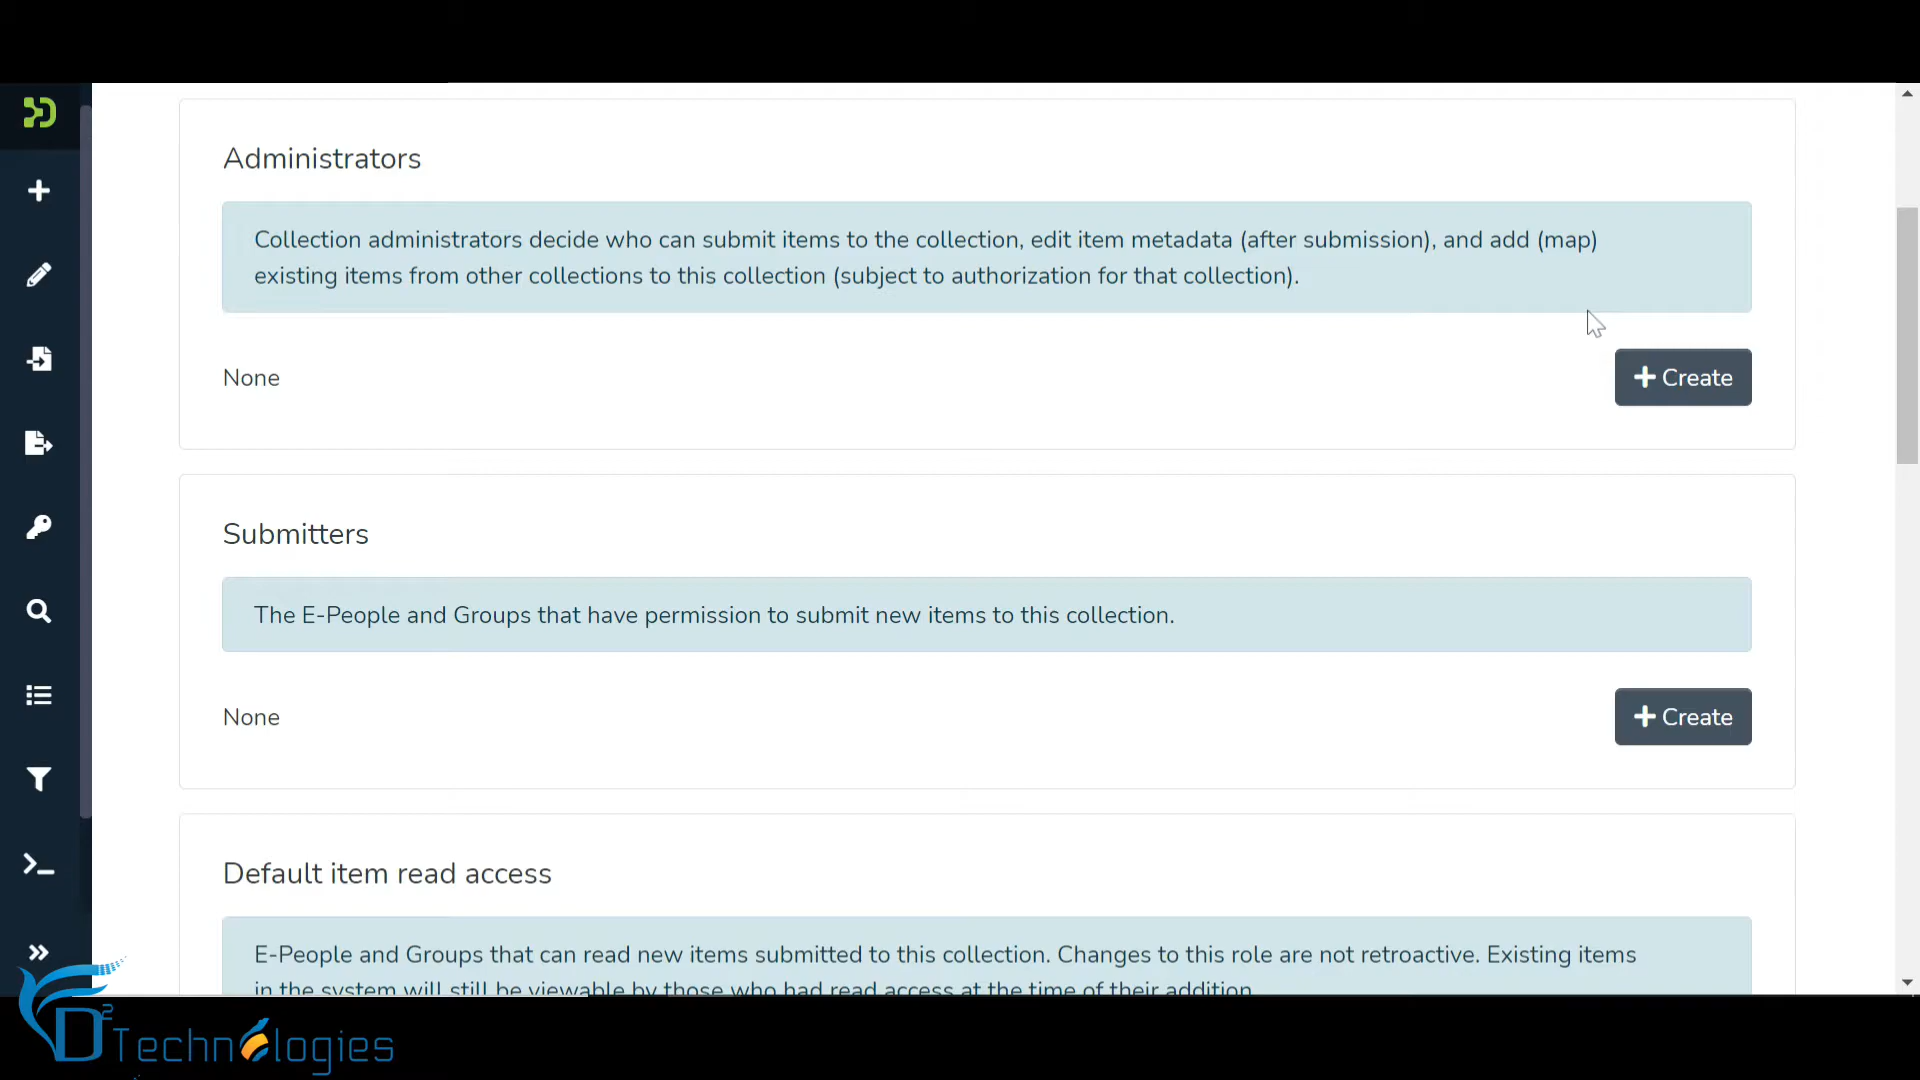 Administrators
Collection administrators decide who can submit items to the collection, edit item metadata (after submission), and add (map)
existing items from other collections to this collection (subject to authorization for that collection).
None
Create
Submitters
The E-People and Groups that have permission to submit new items to this collection.
None
Create
Default item read access
E-People and Groups that can read new items submitted to this collection. Changes to this role are not retroactive. Existing items
in the system will still be viewable by those who had read access at the time of their addition.
D2 Technologies